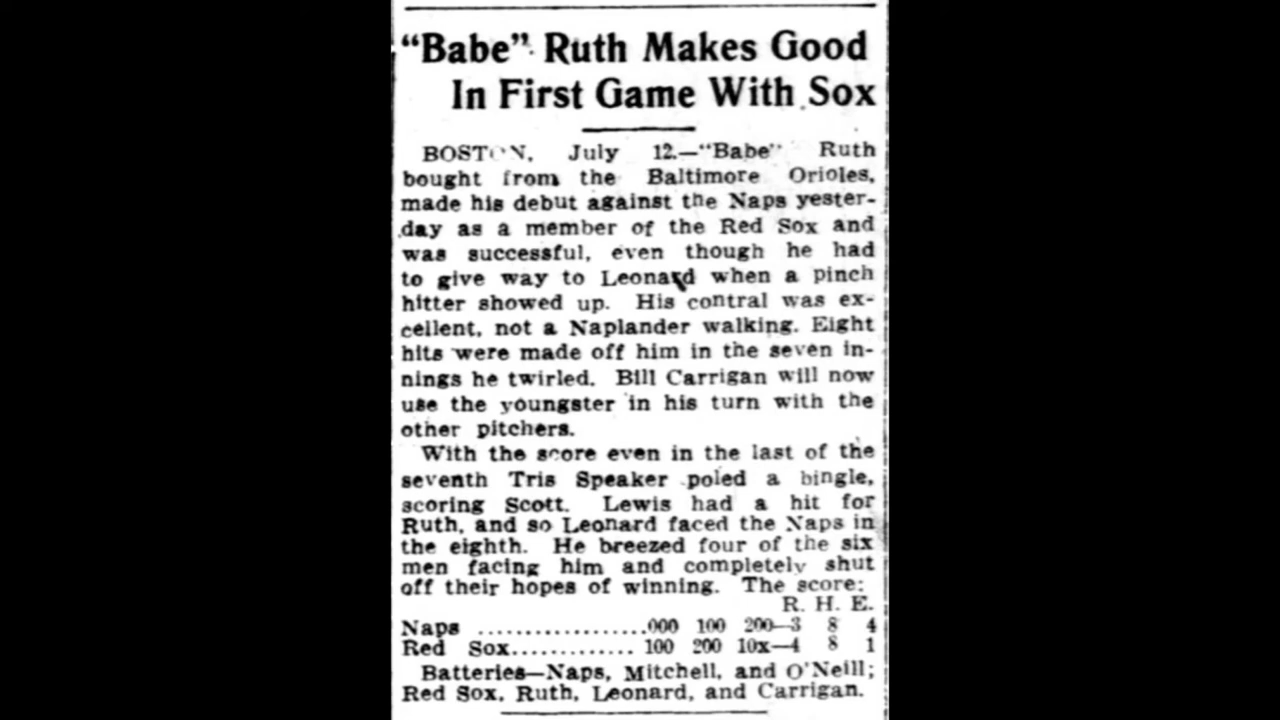 "Babe" Ruth Makes Good
In First Game With Sox
BOSTON, July 12.—"Babe" Ruth
bought from the Baltimore Orioles,
made his debut against the Naps yester-
day as a member of the Red Sox and
was successful, even though he had
to give way to Leonard when a pinch
hitter showed up. His contral was ex-
cellent, not a Naplander walking. Eight
hits were made off him in the seven in-
nings he twirled. Bill Carrigan will now
use the youngster in his turn with the
other pitchers.
With the score even in the last of the
seventh Tris Speaker poled a bingle,
scoring Scott. Lewis had a hit for
Ruth, and so Leonard faced the Naps in
the eighth. He breezed four of the six
men facing him and completely shut
off their hopes of winning. The score:
R. H. E.
Naps ..................000 100 200—3 8 4
Red Sox............. 100 200 10x—4 8 1
Batteries—Naps, Mitchell, and O'Neill;
Red Sox, Ruth, Leonard, and Carrigan.